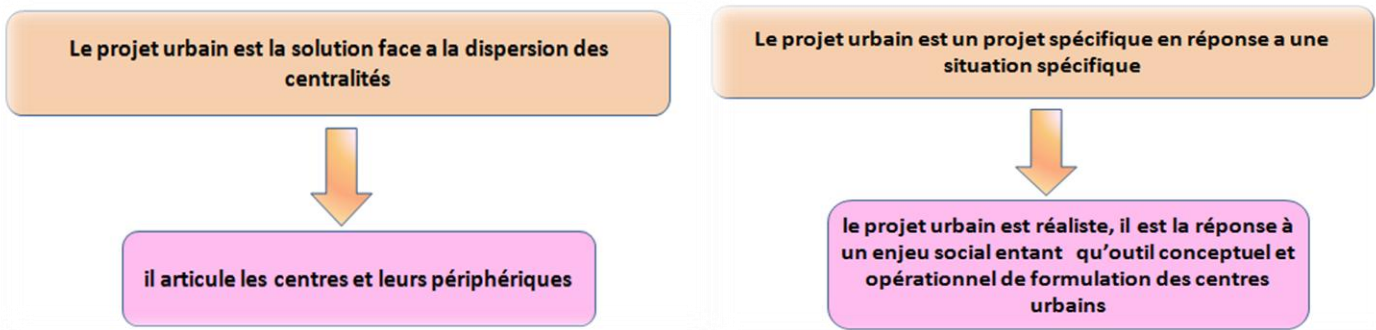 Le projet urbain est la solution face a la dispersion des
centralités
il articule les centres et leurs périphériques
Le projet urbain est un projet spécifique en réponse a une
situation spécifique
le projet urbain est réaliste, il est la réponse à
un enjeu social entant qu’outil conceptuel et
opérationnel de formulation des centres
urbains